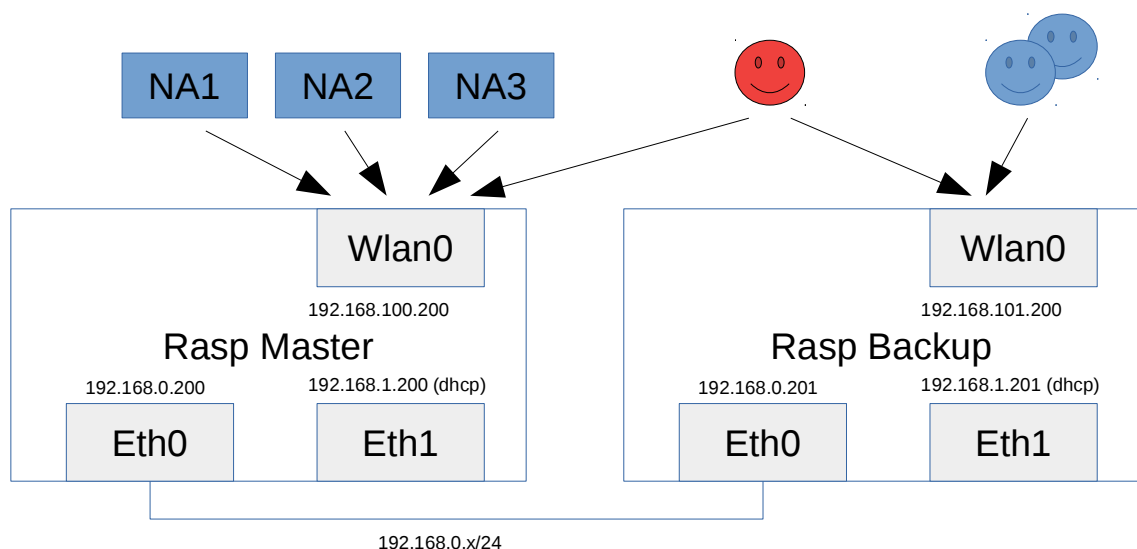 NA1
NA2
NA3
Wlan0
Wlan0
192.168.100.200
192.168.101.200
Rasp Master
Rasp Backup
192.168.0.200
192.168.1.200 (dhcp)
192.168.0.201
192.168.1.201 (dhcp)
Eth0
Eth1
Eth0
Eth1
192.168.0.x/24